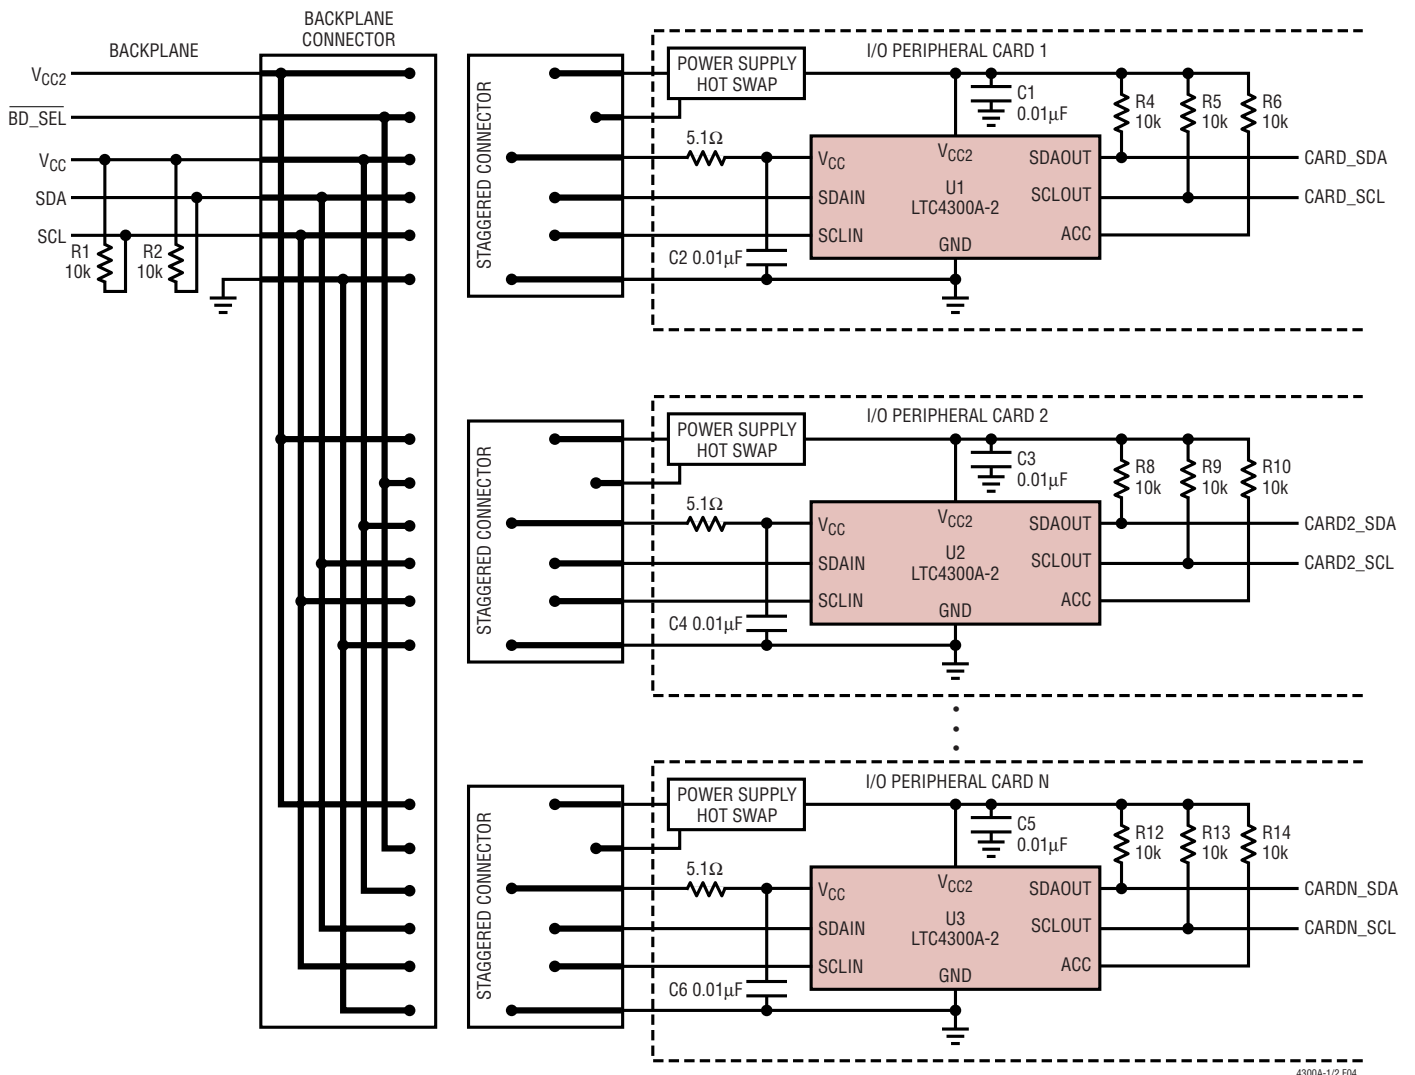 BACKPLANE
CONNECTOR
BACKPLANE
VCC2
BD_SEL
VCC
SDA
SCL
R1
10k
R2
10k
STAGGERED CONNECTOR
POWER SUPPLY
HOT SWAP
I/O PERIPHERAL CARD 1
C1
0.01µF
R4
10k
R5
10k
R6
10k
5.1Ω
C2 0.01µF
VCC
VCC2
SDAOUT
SDAIN
U1
LTC4300A-2
SCLOUT
SCLIN
GND
ACC
CARD_SDA
CARD_SCL
STAGGERED CONNECTOR
POWER SUPPLY
HOT SWAP
I/O PERIPHERAL CARD 2
C3
0.01µF
R8
10k
R9
10k
R10
10k
5.1Ω
C4 0.01µF
VCC
VCC2
SDAOUT
SDAIN
U2
LTC4300A-2
SCLOUT
SCLIN
GND
ACC
CARD2_SDA
CARD2_SCL
STAGGERED CONNECTOR
POWER SUPPLY
HOT SWAP
I/O PERIPHERAL CARD N
C5
0.01µF
R12
10k
R13
10k
R14
10k
5.1Ω
C6 0.01µF
VCC
VCC2
SDAOUT
SDAIN
U3
LTC4300A-2
SCLOUT
SCLIN
GND
ACC
CARDN_SDA
CARDN_SCL
4300A-1/2 F04